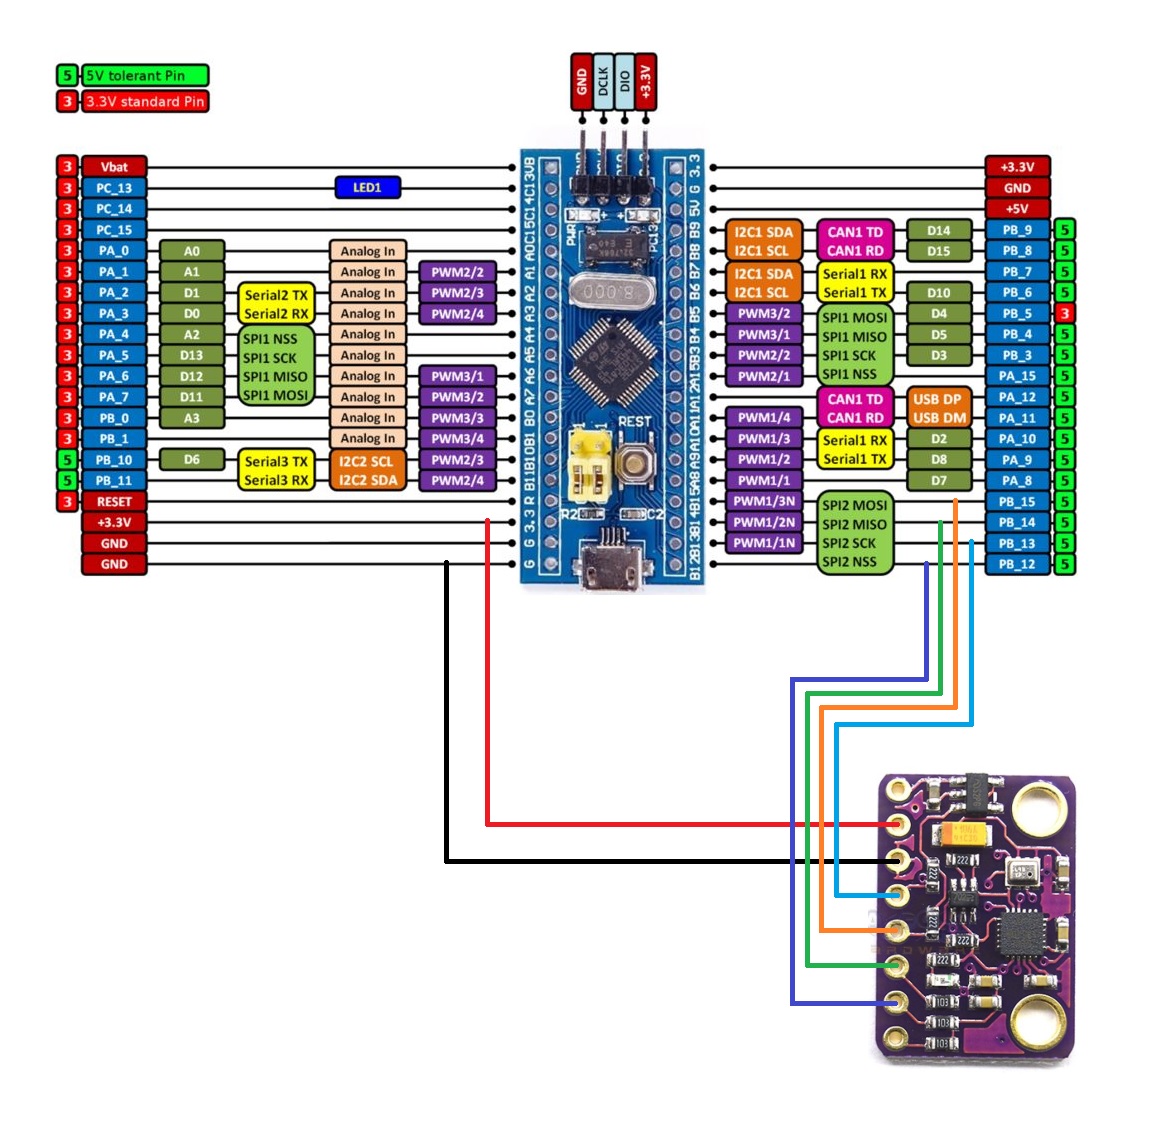 GND DCLK DIO +3.3V
5 5V tolerant Pin
3 3.3V standard Pin
3 Vbat
3 PC_13 LED1
3 PC_14
3 PC_15
3 PA_0 A0 Analog In
3 PA_1 A1 Analog In PWM2/2
3 PA_2 D1 Serial2 TX Analog In PWM2/3
3 PA_3 D0 Serial2 RX Analog In PWM2/4
3 PA_4 A2 SPI1 NSS Analog In
3 PA_5 D13 SPI1 SCK Analog In
3 PA_6 D12 SPI1 MISO Analog In PWM3/1
3 PA_7 D11 SPI1 MOSI Analog In PWM3/2
3 PB_0 A3 Analog In PWM3/3
3 PB_1 Analog In PWM3/4
5 PB_10 D6 Serial3 TX I2C2 SCL PWM2/3
5 PB_11 Serial3 RX I2C2 SDA PWM2/4
3 RESET
+3.3V
GND
GND
VB
C13
C14
C15
A0
A1
A2
A3
A4
A5
A6
A7
B0
B1
B10
B11
R
3.3
G
G
PWR
PC13
8.000
REST
R2
C2
3.3
G
5V
B9
B8
B7
B6
B5
B4
B3
A15
A12
A11
A10
A9
A8
B15
B14
B13
B12
+3.3V
GND
+5V
I2C1 SDA CAN1 TD D14 PB_9 5
I2C1 SCL CAN1 RD D15 PB_8 5
I2C1 SDA Serial1 RX PB_7 5
I2C1 SCL Serial1 TX D10 PB_6 5
PWM3/2 SPI1 MOSI D4 PB_5 3
PWM3/1 SPI1 MISO D5 PB_4 5
PWM2/2 SPI1 SCK D3 PB_3 5
PWM2/1 SPI1 NSS PA_15 5
CAN1 TD USB DP PA_12 5
PWM1/4 CAN1 RD USB DM PA_11 5
PWM1/3 Serial1 RX D2 PA_10 5
PWM1/2 Serial1 TX D8 PA_9 5
PWM1/1 D7 PA_8 5
PWM1/3N SPI2 MOSI PB_15 5
PWM1/2N SPI2 MISO PB_14 5
PWM1/1N SPI2 SCK PB_13 5
SPI2 NSS PB_12 5
222
222
222
222
222
103
103
103